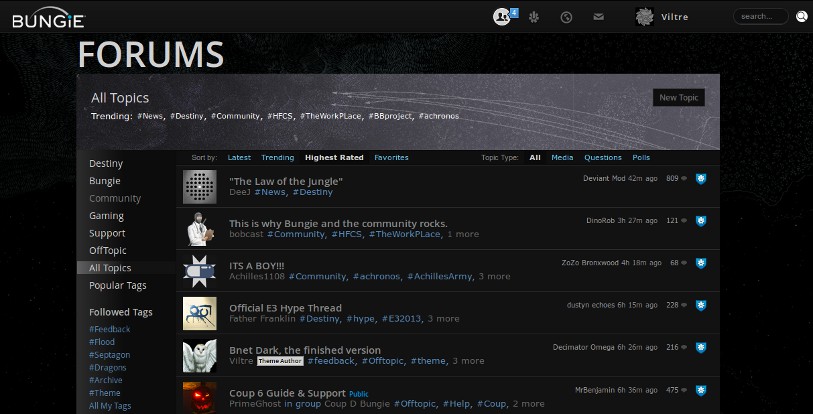 BUNGiE
4
Viltre
search...
FORUMS
All Topics
New Topic
Trending: #News, #Destiny, #Community, #HFCS, #TheWorkPLace, #BBproject, #achronos
Destiny
Bungie
Community
Gaming
Support
OffTopic
All Topics
Popular Tags
Followed Tags
#Feedback
#Flood
#Septagon
#Dragons
#Archive
#Theme
All My Tags
Sort by: Latest Trending Highest Rated Favorites Topic Type: All Media Questions Polls
"The Law of the Jungle"
DeeJ #News, #Destiny
Deviant Mod 42m ago 809
This is why Bungie and the community rocks.
bobcast #Community, #HFCS, #TheWorkPLace, 1 more
DinoRob 3h 27m ago 121
ITS A BOY!!!
Achilles1108 #Community, #achronos, #AchillesArmy, 3 more
ZoZo Bronxwood 4h 18m ago 68
Official E3 Hype Thread
Father Franklin #Destiny, #hype, #E32013, 3 more
dustyn echoes 6h 15m ago 228
Bnet Dark, the finished version
Viltre Theme Author #feedback, #Offtopic, #theme, 3 more
Decimator Omega 6h 26m ago 216
Coup 6 Guide & Support Public
PrimeGhost in group Coup D Bungie #Offtopic, #Help, #Coup, 2 more
MrBenjamin 6h 36m ago 475